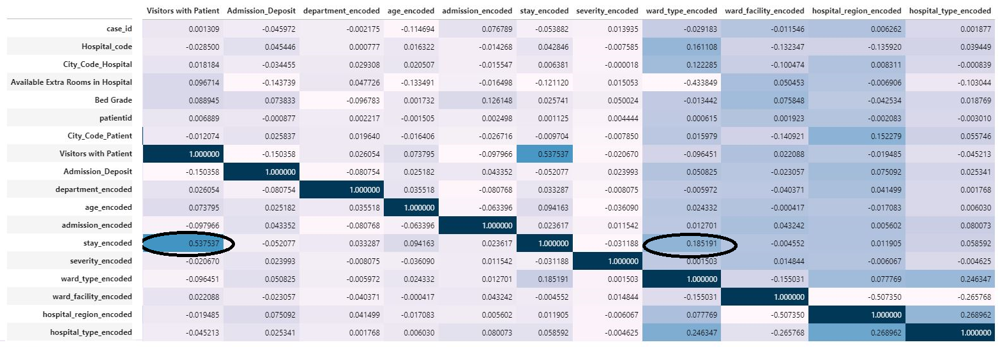 Visitors with Patient Admission_Deposit department_encoded age_encoded admission_encoded stay_encoded severity_encoded ward_type_encoded ward_facility_encoded hospital_region_encoded hospital_type_encoded
case_id 0.001309 -0.045972 -0.002175 -0.114694 0.076789 -0.053882 0.013935 -0.029183 -0.011546 0.006262 0.001877
Hospital_code -0.028500 0.045446 0.000777 0.016322 -0.014268 0.042846 -0.007585 0.161108 -0.132347 -0.135920 0.039449
City_Code_Hospital 0.018184 -0.034455 0.029308 0.020507 -0.015547 0.006381 -0.000018 0.122285 -0.100474 0.008311 -0.000839
Available Extra Rooms in Hospital 0.096714 -0.143739 0.047726 -0.133491 -0.016498 -0.121120 0.015053 -0.433849 0.050453 -0.006906 -0.103044
Bed Grade 0.088945 0.073833 -0.096783 0.001732 0.126148 0.025741 0.050024 -0.013442 0.075848 -0.042534 0.018769
patientid 0.006889 -0.000877 0.002217 -0.001505 0.002498 0.001125 0.004444 0.000615 0.001923 -0.002083 -0.003010
City_Code_Patient -0.012074 0.025837 0.019640 -0.016406 -0.026716 -0.009704 -0.007850 0.015979 -0.140921 0.152279 0.055746
Visitors with Patient 1.000000 -0.150358 0.026054 0.073795 -0.097966 0.537537 -0.020670 -0.096451 0.022088 -0.019485 -0.045213
Admission_Deposit -0.150358 1.000000 -0.080754 0.025182 0.043352 -0.052077 0.023993 0.050825 -0.023057 0.075092 0.025341
department_encoded 0.026054 -0.080754 1.000000 0.035518 -0.080768 0.033287 -0.008075 -0.005972 -0.040371 0.041499 0.001768
age_encoded 0.073795 0.025182 0.035518 1.000000 -0.063396 0.094163 -0.036090 0.024332 -0.000417 -0.017083 0.006030
admission_encoded -0.097966 0.043352 -0.080768 -0.063396 1.000000 0.023617 0.011542 0.012701 0.043242 0.005602 0.080073
stay_encoded 0.537537 -0.052077 0.033287 0.094163 0.023617 1.000000 -0.031188 0.185191 -0.004552 0.011905 0.058592
severity_encoded -0.020670 0.023993 -0.008075 -0.036090 0.011542 -0.031188 1.000000 0.001503 0.014844 -0.006067 -0.004625
ward_type_encoded -0.096451 0.050825 -0.005972 0.024332 0.012701 0.185191 0.001503 1.000000 -0.155031 0.077769 0.246347
ward_facility_encoded 0.022088 -0.023057 -0.040371 -0.000417 0.043242 -0.004552 0.014844 -0.155031 1.000000 -0.507350 -0.265768
hospital_region_encoded -0.019485 0.075092 0.041499 -0.017083 0.005602 0.011905 -0.006067 0.077769 -0.507350 1.000000 0.268962
hospital_type_encoded -0.045213 0.025341 0.001768 0.006030 0.080073 0.058592 -0.004625 0.246347 -0.265768 0.268962 1.000000